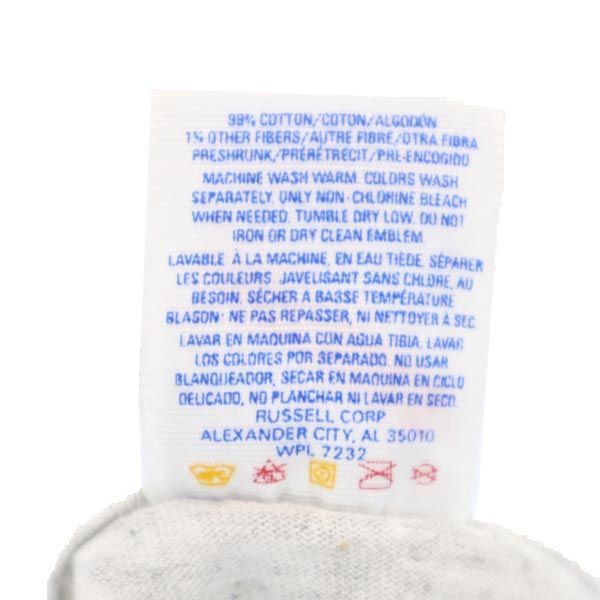 99% COTTON/COTON/ALGODÓN
1% OTHER FIBERS/AUTRE FIBRE/OTRA FIBRA
PRESHRUNK/PRÉRÉTRÉCIT/PRE-ENCOGIDO
MACHINE WASH WARM. COLORS WASH
SEPARATELY. ONLY NON-CHLORINE BLEACH
WHEN NEEDED. TUMBLE DRY LOW. DO NOT
IRON OR DRY CLEAN EMBLEM.
LAVABLE À LA MACHINE, EN EAU TIÈDE. SÉPARER
LES COULEURS. JAVELISANT SANS CHLORE, AU
BESOIN. SÉCHER A BASSE TEMPÉRATURE.
BLASON: NE PAS REPASSER, NI NETTOYER À SEC.
LAVAR EN MAQUINA CON AGUA TIBIA. LAVAR
LOS COLORES POR SEPARADO. NO USAR
BLANQUEADOR, SECAR EN MAQUINA EN CICLO
DELICADO, NO PLANCHAR NI LAVAR EN SECO.
RUSSELL CORP
ALEXANDER CITY, AL 35010
WPL 7232